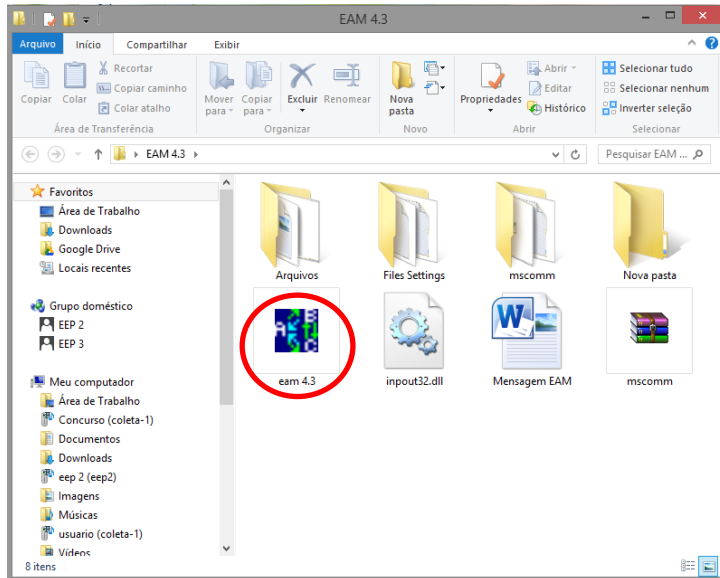 EAM 4.3
Arquivo Início Compartilhar Exibir
Copiar
Colar
Recortar
Copiar caminho
Colar atalho
Área de Transferência
Mover para
Copiar para
Excluir
Renomear
Organizar
Nova pasta
Novo
Propriedades
Abrir
Editar
Histórico
Abrir
Selecionar tudo
Selecionar nenhum
Inverter seleção
Selecionar
EAM 4.3
Pesquisar EAM ...
Favoritos
Área de Trabalho
Downloads
Google Drive
Locais recentes
Grupo doméstico
EEP 2
EEP 3
Meu computador
Área de Trabalho
Concurso (coleta-1)
Documentos
Downloads
eep 2 (eep2)
Imagens
Músicas
usuario (coleta-1)
Vídeos
Arquivos
Files Settings
mscomm
Nova pasta
eam 4.3
inpout32.dll
Mensagem EAM
mscomm
8 itens